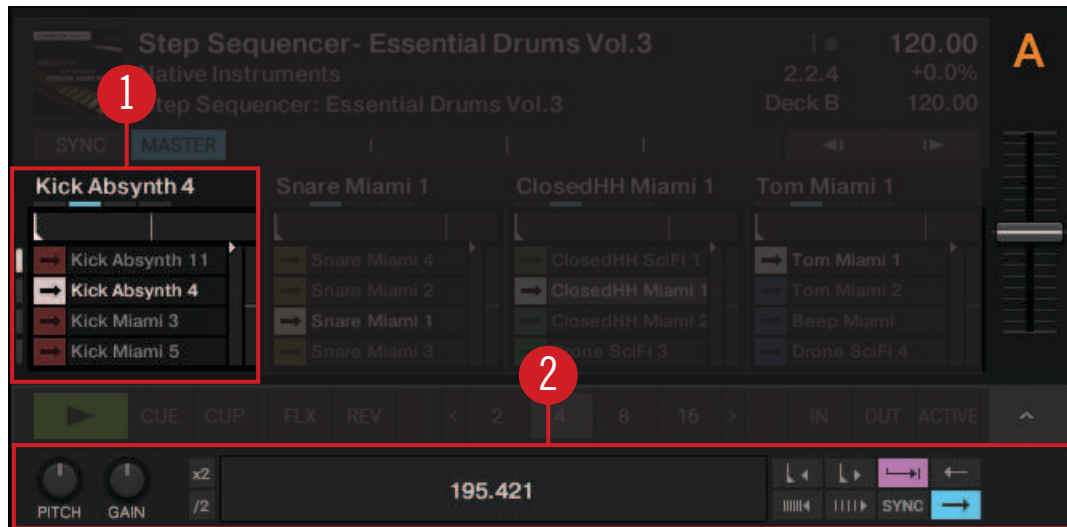 Step Sequencer- Essential Drums Vol.3
1
120.00
A
Native Instruments
2.2.4
+0.0%
Step Sequencer: Essential Drums Vol.3
Deck B
120.00
1
SYNC
MASTER
Kick Absynth 4
Snare Miami 1
ClosedHH Miami 1
Tom Miami 1
Kick Absynth 11
Snare Miami 4
ClosedHH SciFi 1
Tom Miami 1
Kick Absynth 4
Snare Miami 2
ClosedHH Miami 1
Tom Miami 2
Kick Miami 3
Snare Miami 1
ClosedHH Miami 2
Beep Miami
Kick Miami 5
Snare Miami 3
Drone SciFi 3
Drone SciFi 4
2
CUE
CUP
FLX
REV
2
4
8
16
IN
OUT
ACTIVE
PITCH
GAIN
x2
/2
195.421
SYNC